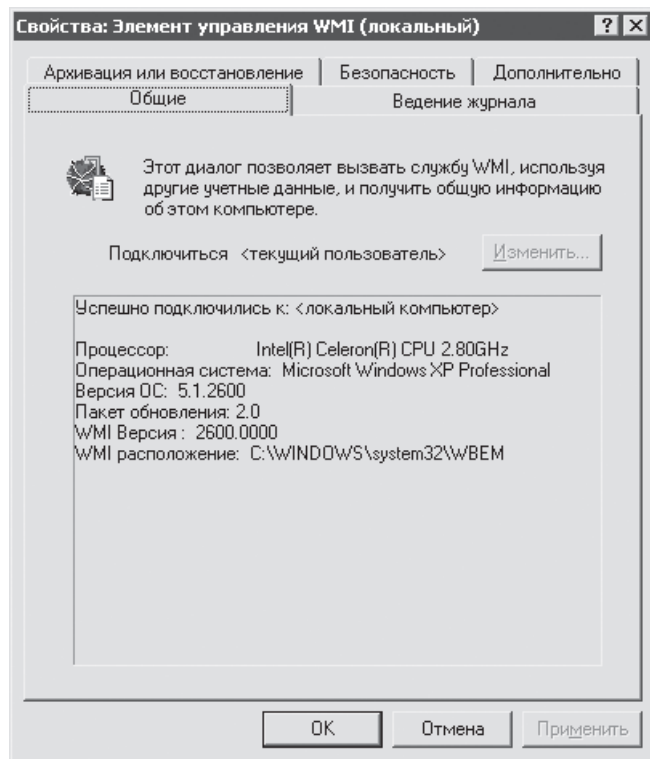 Свойства: Элемент управления WMI (локальный)
Архивация или восстановление
Безопасность
Дополнительно
Общие
Ведение журнала
Этот диалог позволяет вызвать службу WMI, используя
другие учетные данные, и получить общую информацию
об этом компьютере.
Подключиться <текущий пользователь>
Изменить...
Успешно подключились к: <локальный компьютер>
Процессор: Intel(R) Celeron(R) CPU 2.80GHz
Операционная система: Microsoft Windows XP Professional
Версия ОС: 5.1.2600
Пакет обновления: 2.0
WMI Версия : 2600.0000
WMI расположение: C:\WINDOWS\system32\WBEM
OK
Отмена
Применить